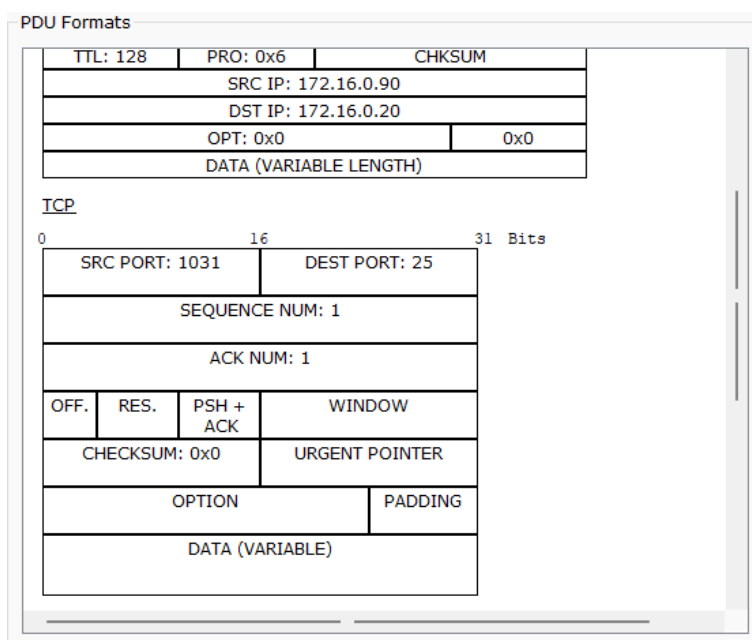 PDU Formats
TTL: 128 PRO: 0x6 CHKSUM
SRC IP: 172.16.0.90
DST IP: 172.16.0.20
OPT: 0x0 0x0
DATA (VARIABLE LENGTH)
TCP
0 16 31 Bits
SRC PORT: 1031 DEST PORT: 25
SEQUENCE NUM: 1
ACK NUM: 1
OFF. RES. PSH + WINDOW
ACK
CHECKSUM: 0x0 URGENT POINTER
OPTION PADDING
DATA (VARIABLE)